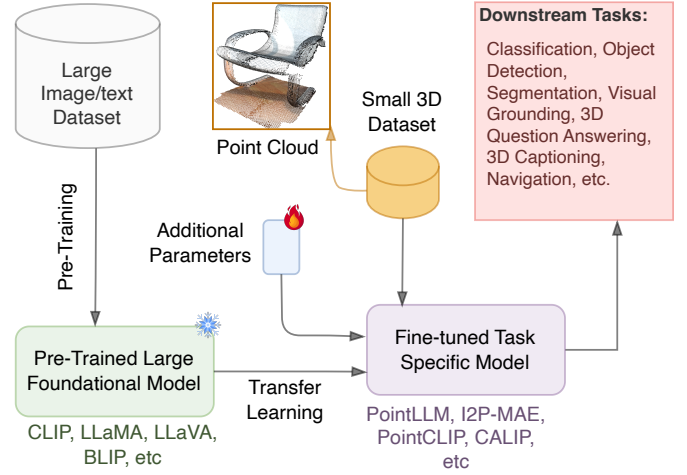 Large
Image/text
Dataset
Point Cloud
Small 3D
Dataset
Downstream Tasks:
Classification, Object
Detection,
Segmentation, Visual
Grounding, 3D
Question Answering,
3D Captioning,
Navigation, etc.
Pre-Training
Additional
Parameters
Pre-Trained Large
Foundational Model
CLIP, LLaMA, LLaVA,
BLIP, etc
Transfer
Learning
Fine-tuned Task
Specific Model
PointLLM, I2P-MAE,
PointCLIP, CALIP,
etc